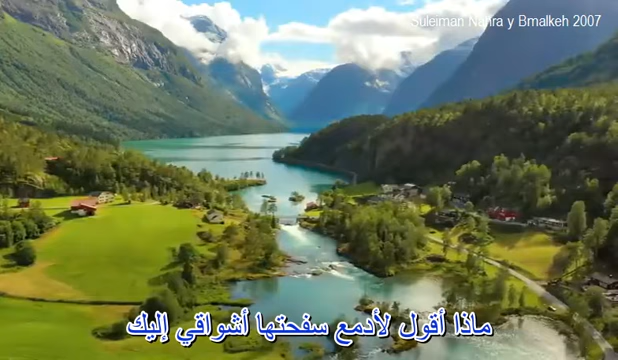 Suleiman Nahra y Bmalkeh 2007
ماذا أقول لأدمع سفحتها أشواقي إليك